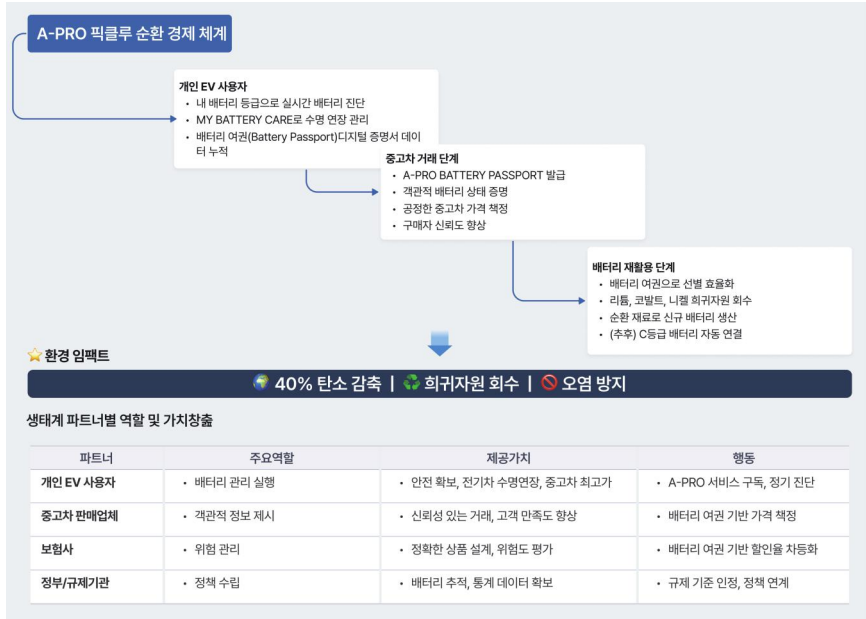 A-PRO 픽클루 순환 경제 체계
개인 EV 사용자
• 내 배터리 등급으로 실시간 배터리 진단
• MY BATTERY CARE로 수명 연장 관리
• 배터리 여권(Battery Passport)디지털 증명서 데이
터 누적
중고차 거래 단계
• A-PRO BATTERY PASSPORT 발급
• 객관적 배터리 상태 증명
• 공정한 중고차 가격 책정
• 구매자 신뢰도 향상
배터리 재활용 단계
• 배터리 여권으로 선별 효율화
• 리튬, 코발트, 니켈 희귀자원 회수
• 순환 재료로 신규 배터리 생산
• (추후) C등급 배터리 자동 연결
⭐ 환경 임팩트
🌍 40% 탄소 감축 | ♻️ 희귀자원 회수 | 🚫 오염 방지
생태계 파트너별 역할 및 가치창출
파트너 주요역할 제공가치 행동
개인 EV 사용자 • 배터리 관리 실행 • 안전 확보, 전기차 수명연장, 중고차 최고가 • A-PRO 서비스 구독, 정기 진단
중고차 판매업체 • 객관적 정보 제시 • 신뢰성 있는 거래, 고객 만족도 향상 • 배터리 여권 기반 가격 책정
보험사 • 위험 관리 • 정확한 상품 설계, 위험도 평가 • 배터리 여권 기반 할인율 차등화
정부/규제기관 • 정책 수립 • 배터리 추적, 통계 데이터 확보 • 규제 기준 인정, 정책 연계